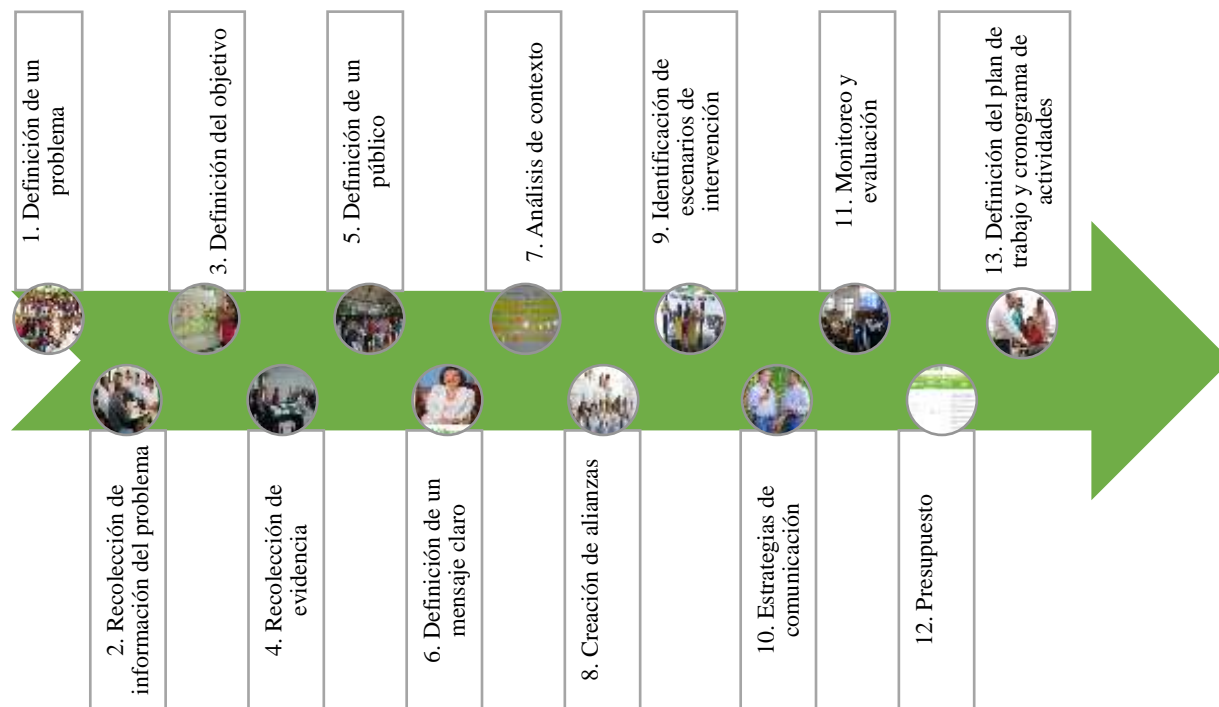 1. Definición de un
problema
2. Recolección de
información del problema
3. Definición del objetivo
4. Recolección de
evidencia
5. Definición de un
público
6. Definición de un
mensaje claro
7. Análisis de contexto
8. Creación de alianzas
9. Identificación de
escenarios de
intervención
10. Estrategias de
comunicación
11. Monitoreo y
evaluación
12. Presupuesto
13. Definición del plan de
trabajo y cronograma de
actividades